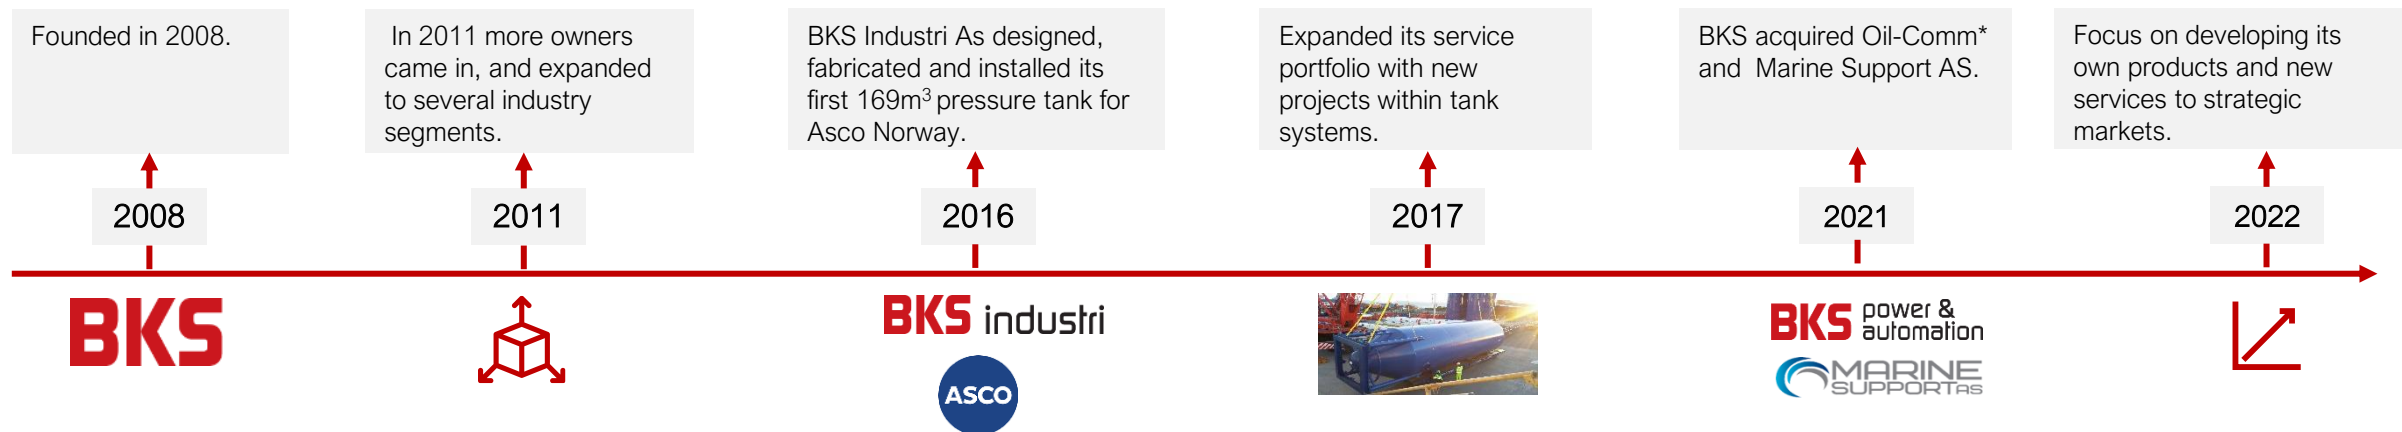 Founded in 2008.
In 2011 more owners
came in, and expanded
to several industry
segments.
BKS Industri As designed,
fabricated and installed its
first 169m³ pressure tank for
Asco Norway.
Expanded its service
portfolio with new
projects within tank
systems.
BKS acquired Oil-Comm*
and  Marine Support AS.
Focus on developing its
own products and new
services to strategic
markets.
2008
2011
2016
2017
2021
2022
BKS
BKS industri
ASCO
BKS power &
automation
MARINE
SUPPORT AS